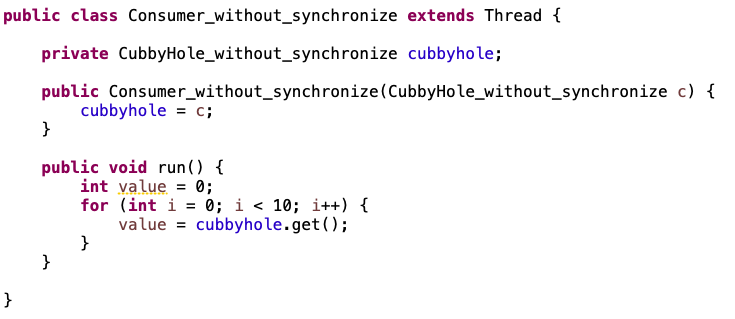 public class Consumer_without_synchronize extends Thread {
private CubbyHole_without_synchronize cubbyhole;
public Consumer_without_synchronize(CubbyHole_without_synchronize c) {
cubbyhole = c;
}
public void run() {
int value = 0;
for (int i = 0; i < 10; i++) {
value = cubbyhole.get();
}
}
}